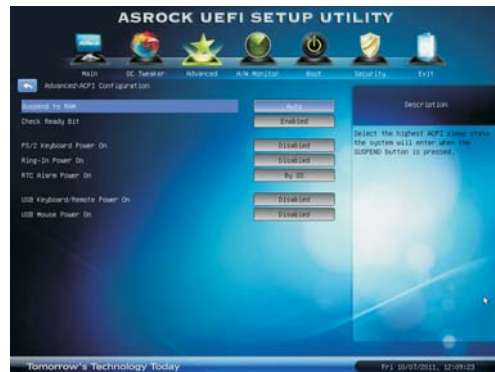 ASROCK UEFI SETUP UTILITY
Main OC Tweaker Advanced H/W Monitor Boot Security Exit
Advanced\ACPI Configuration
Description
Suspend to RAM Auto
Check Ready Bit Enabled
Select the highest ACPI sleep state
the system will enter when the
SUSPEND button is pressed.
PS/2 Keyboard Power On Disabled
Ring-In Power On Disabled
RTC Alarm Power On By OS
USB Keyboard/Remote Power On Disabled
USB Mouse Power On Disabled
Tomorrow's Technology Today
Fri 10/07/2011, 12:09:23